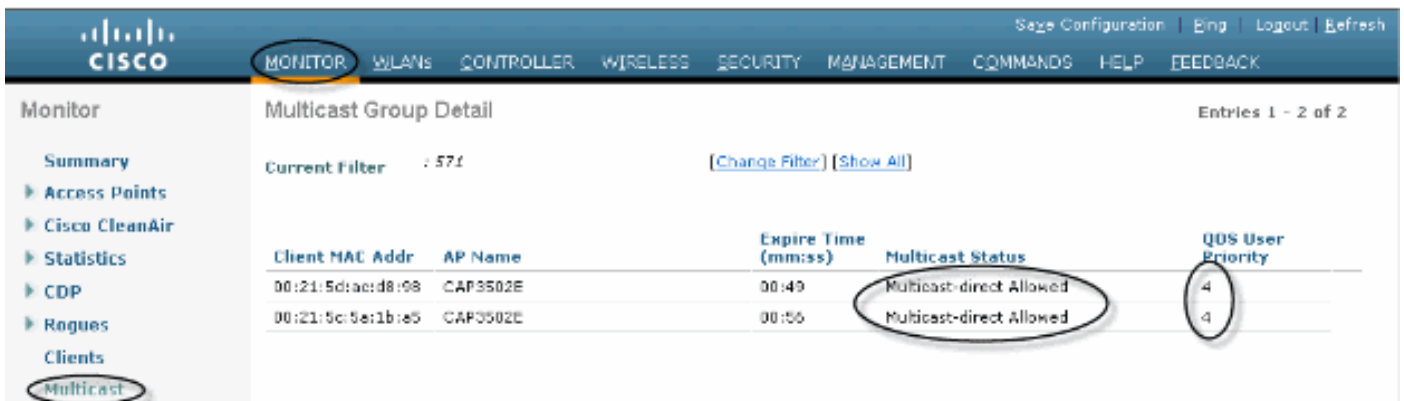 Save Configuration | Ping | Logout | Refresh
CISCO
MONITOR WLANs CONTROLLER WIRELESS SECURITY MANAGEMENT COMMANDS HELP FEEDBACK
Monitor
Multicast Group Detail
Entries 1 - 2 of 2
Summary
Access Points
Cisco CleanAir
Statistics
CDP
Rogues
Clients
Multicast
Current Filter : 571
[Change Filter] [Show All]
Client MAC Addr AP Name Expire Time (mm:ss) Multicast Status QOS User Priority
00:21:5d:ac:d8:98 CAP3502E 00:49 Multicast-direct Allowed 4
00:21:5c:5a:1b:a5 CAP3502E 00:56 Multicast-direct Allowed 4